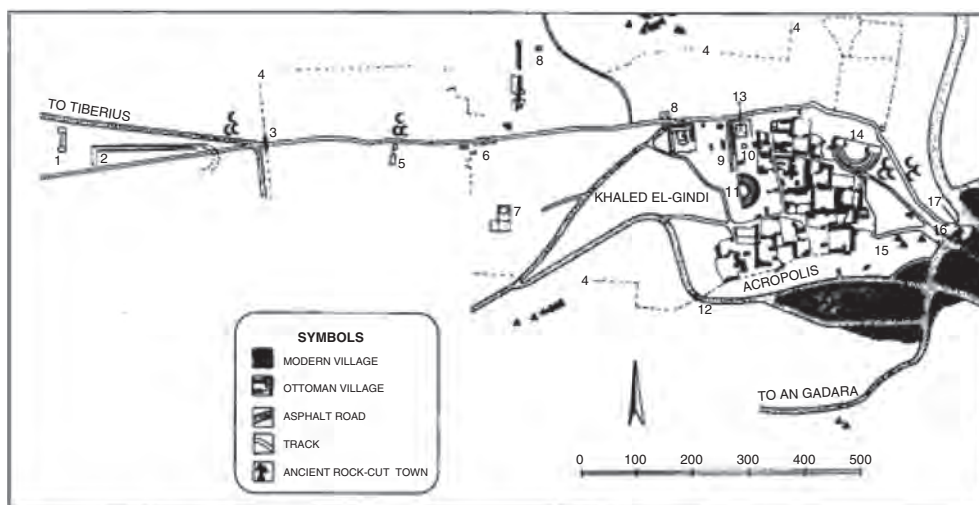 4
8
4
4
TO TIBERIUS
3
8
13
1
2
5
6
9
10
14
KHALED EL-GINDI
11
7
17
16
15
ACROPOLIS
4
12
SYMBOLS
MODERN VILLAGE
OTTOMAN VILLAGE
ASPHALT ROAD
TRACK
ANCIENT ROCK-CUT TOWN
TO AN GADARA
0 100 200 300 400 500